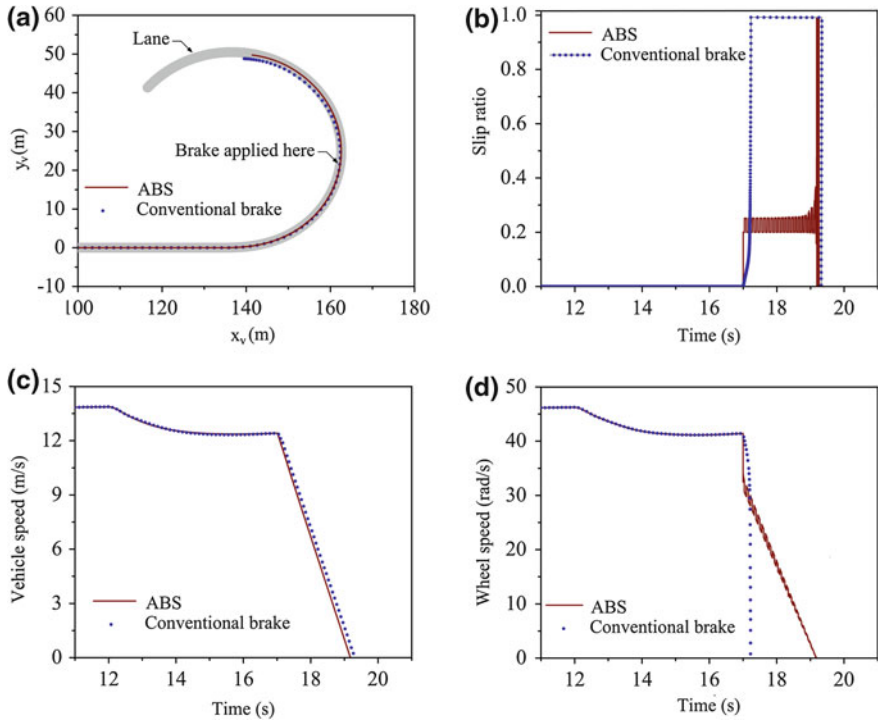 (a)
60
50
40
30
20
10
0
-10
y_v (m)
Lane
Brake applied here
ABS
Conventional brake
100
120
140
160
180
x_v (m)
(b)
1.0
0.8
0.6
0.4
0.2
0.0
Slip ratio
ABS
Conventional brake
12
14
16
18
20
Time (s)
(c)
15
12
9
6
3
0
Vehicle speed (m/s)
ABS
Conventional brake
12
14
16
18
20
Time (s)
(d)
50
40
30
20
10
0
Wheel speed (rad/s)
ABS
Conventional brake
12
14
16
18
20
Time (s)